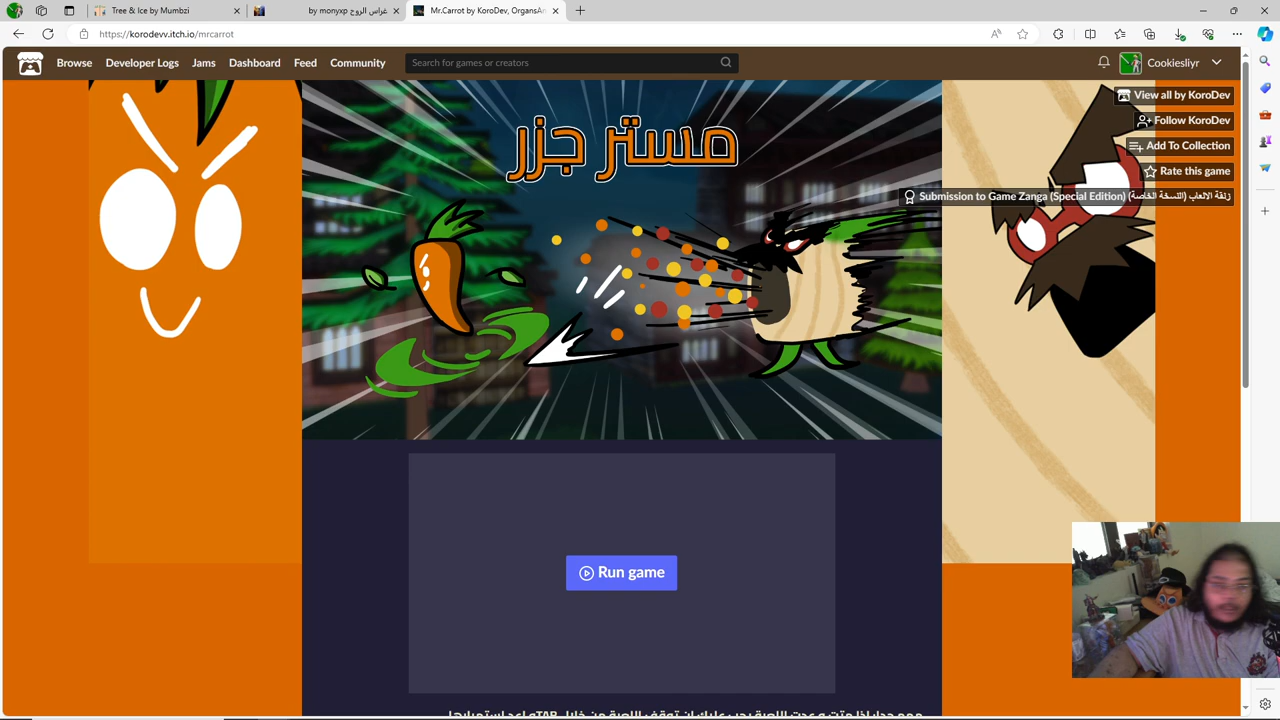 Tree & Ice by Mumbzi
غراس الروح by monyxp
Mr.Carrot by KoroDev, OrgansAn
https://korodevv.itch.io/mrcarrot
Browse
Developer Logs
Jams
Dashboard
Feed
Community
Search for games or creators
Cookiesliyr
View all by KoroDev
Follow KoroDev
Add To Collection
Rate this game
Submission to Game Zanga (Special Edition) (زنقة الالعاب (النسخة الخاصة
مستر جزر
Run game